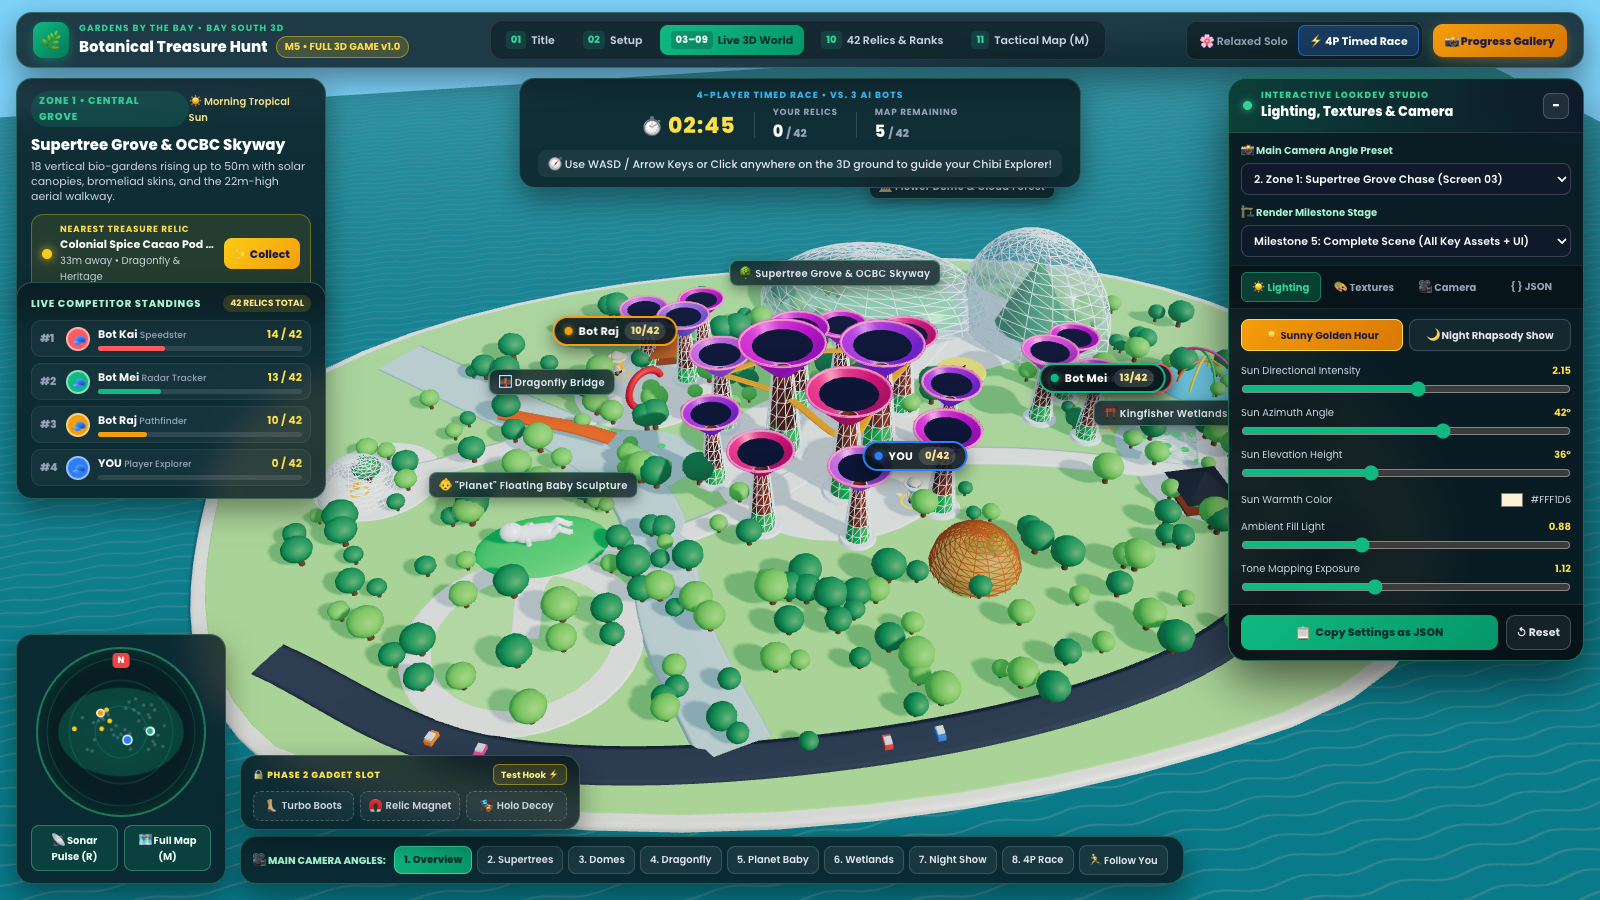 GARDENS BY THE BAY • BAY SOUTH 3D
Botanical Treasure Hunt
M5 • FULL 3D GAME v1.0
01 Title
02 Setup
03-09 Live 3D World
10 42 Relics & Ranks
11 Tactical Map (M)
Relaxed Solo
4P Timed Race
Progress Gallery
ZONE 1 • CENTRAL
GROVE
Morning Tropical
Sun
Supertree Grove & OCBC Skyway
18 vertical bio-gardens rising up to 50m with solar
canopies, bromeliad skins, and the 22m-high
aerial walkway.
NEAREST TREASURE RELIC
Colonial Spice Cacao Pod ...
33m away • Dragonfly &
Heritage
Collect
LIVE COMPETITOR STANDINGS
42 RELICS TOTAL
#1 Bot Kai Speedster 14 / 42
#2 Bot Mei Radar Tracker 13 / 42
#3 Bot Raj Pathfinder 10 / 42
#4 YOU Player Explorer 0 / 42
4-PLAYER TIMED RACE • VS. 3 AI BOTS
02:45
YOUR RELICS
0 / 42
MAP REMAINING
5 / 42
Use WASD / Arrow Keys or Click anywhere on the 3D ground to guide your Chibi Explorer!
Flower Dome & Cloud Forest
Supertree Grove & OCBC Skyway
Bot Raj 10/42
Dragonfly Bridge
Bot Mei 13/42
Kingfisher Wetlands
YOU 0/42
"Planet" Floating Baby Sculpture
INTERACTIVE LOOKDEV STUDIO
Lighting, Textures & Camera
-
Main Camera Angle Preset
2. Zone 1: Supertree Grove Chase (Screen 03)
Render Milestone Stage
Milestone 5: Complete Scene (All Key Assets + UI)
Lighting
Textures
Camera
{ } JSON
Sunny Golden Hour
Night Rhapsody Show
Sun Directional Intensity 2.15
Sun Azimuth Angle 42°
Sun Elevation Height 36°
Sun Warmth Color #FFF1D6
Ambient Fill Light 0.88
Tone Mapping Exposure 1.12
Copy Settings as JSON
Reset
N
Sonar
Pulse (R)
Full Map
(M)
PHASE 2 GADGET SLOT
Test Hook
Turbo Boots
Relic Magnet
Holo Decoy
MAIN CAMERA ANGLES:
1. Overview
2. Supertrees
3. Domes
4. Dragonfly
5. Planet Baby
6. Wetlands
7. Night Show
8. 4P Race
Follow You